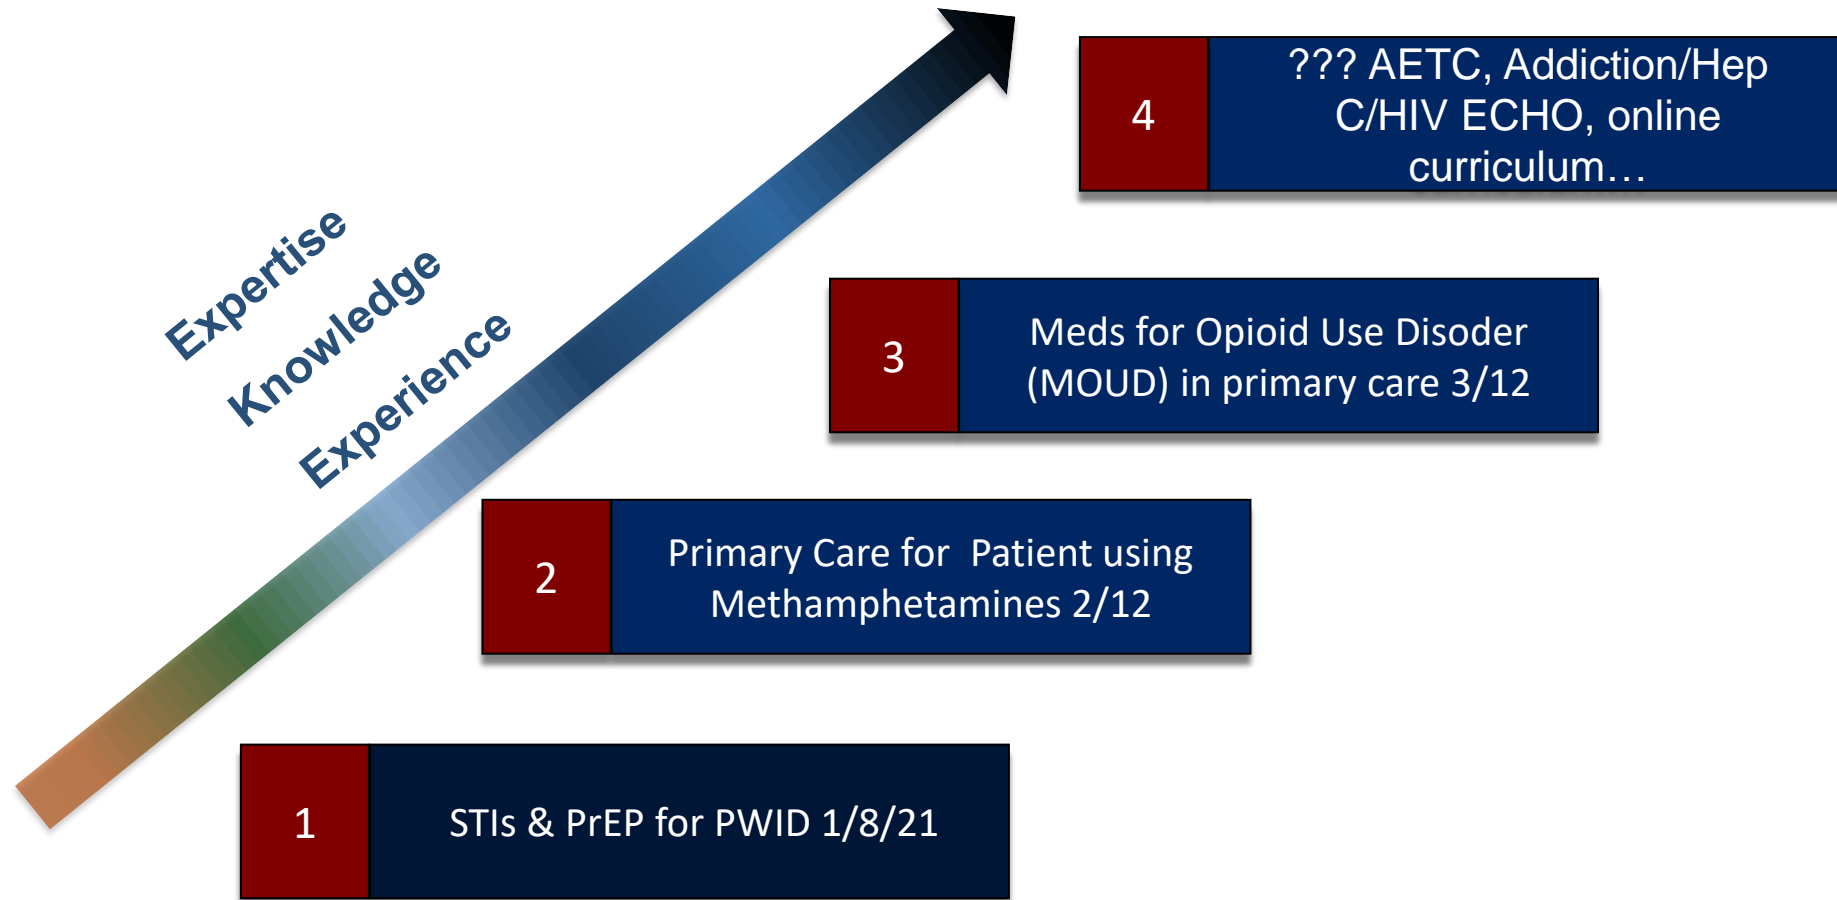 Expertise
Knowledge
Experience
4
??? AETC, Addiction/Hep
C/HIV ECHO, online
curriculum…
3
Meds for Opioid Use Disoder
(MOUD) in primary care 3/12
2
Primary Care for  Patient using
Methamphetamines 2/12
1
STIs & PrEP for PWID 1/8/21